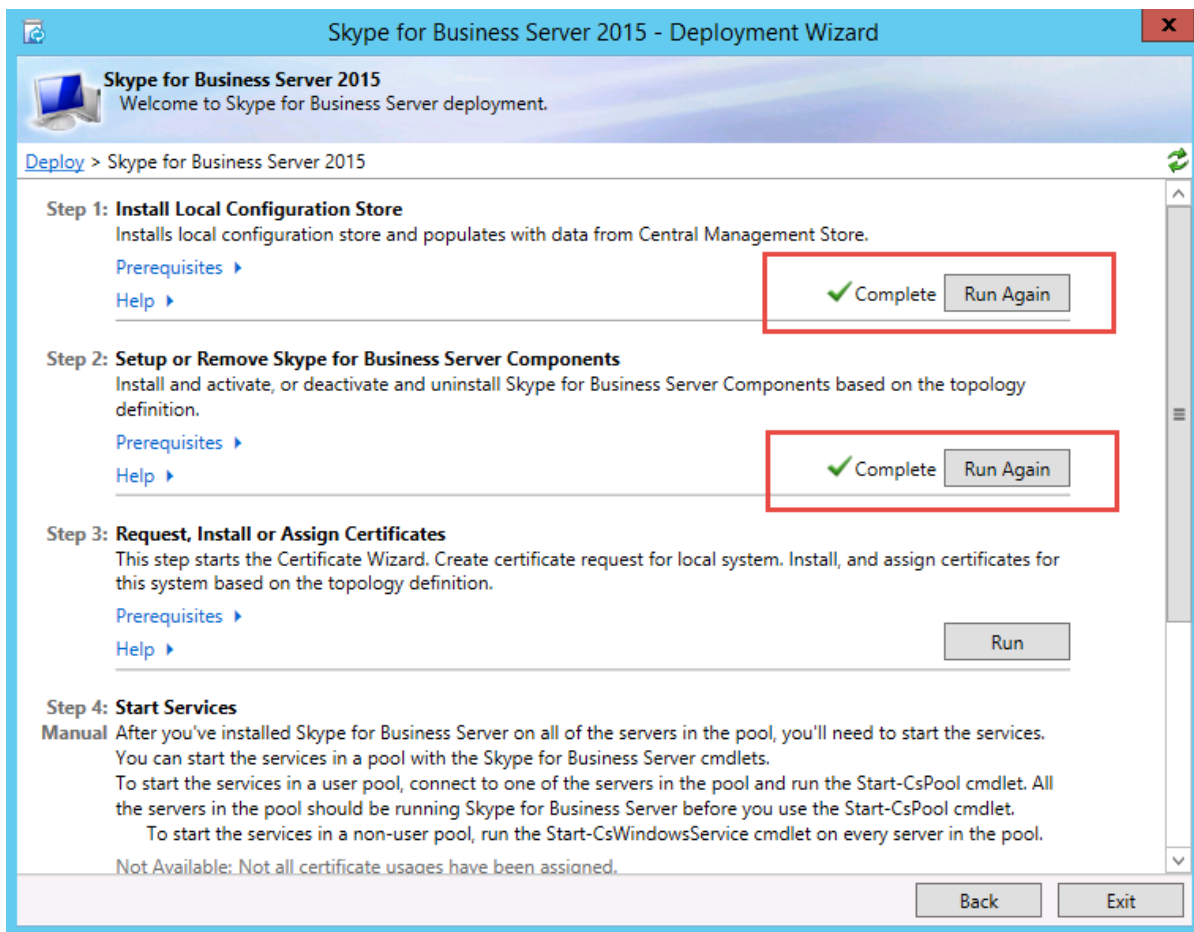 Skype for Business Server 2015 - Deployment Wizard
x
Skype for Business Server 2015
Welcome to Skype for Business Server deployment.
Deploy > Skype for Business Server 2015
Step 1: Install Local Configuration Store
Installs local configuration store and populates with data from Central Management Store.
Prerequisites
Help
Complete Run Again
Step 2: Setup or Remove Skype for Business Server Components
Install and activate, or deactivate and uninstall Skype for Business Server Components based on the topology
definition.
Prerequisites
Help
Complete Run Again
Step 3: Request, Install or Assign Certificates
This step starts the Certificate Wizard. Create certificate request for local system. Install, and assign certificates for
this system based on the topology definition.
Prerequisites
Help
Run
Step 4: Start Services
Manual After you've installed Skype for Business Server on all of the servers in the pool, you'll need to start the services.
You can start the services in a pool with the Skype for Business Server cmdlets.
To start the services in a user pool, connect to one of the servers in the pool and run the Start-CsPool cmdlet. All
the servers in the pool should be running Skype for Business Server before you use the Start-CsPool cmdlet.
To start the services in a non-user pool, run the Start-CsWindowsService cmdlet on every server in the pool.
Not Available: Not all certificate usages have been assigned.
Back Exit